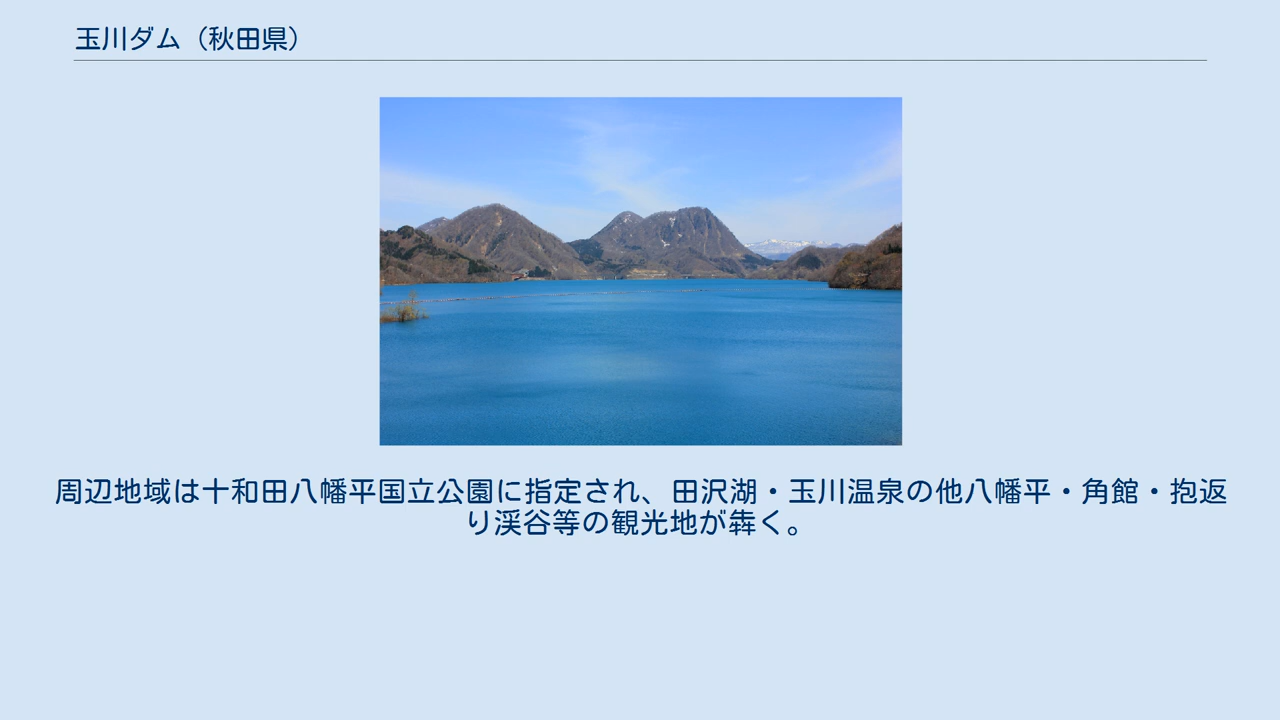 玉川ダム（秋田県）
周辺地域は十和田八幡平国立公園に指定され、田沢湖・玉川温泉の他八幡平・角館・抱返
り渓谷等の観光地が犇く。